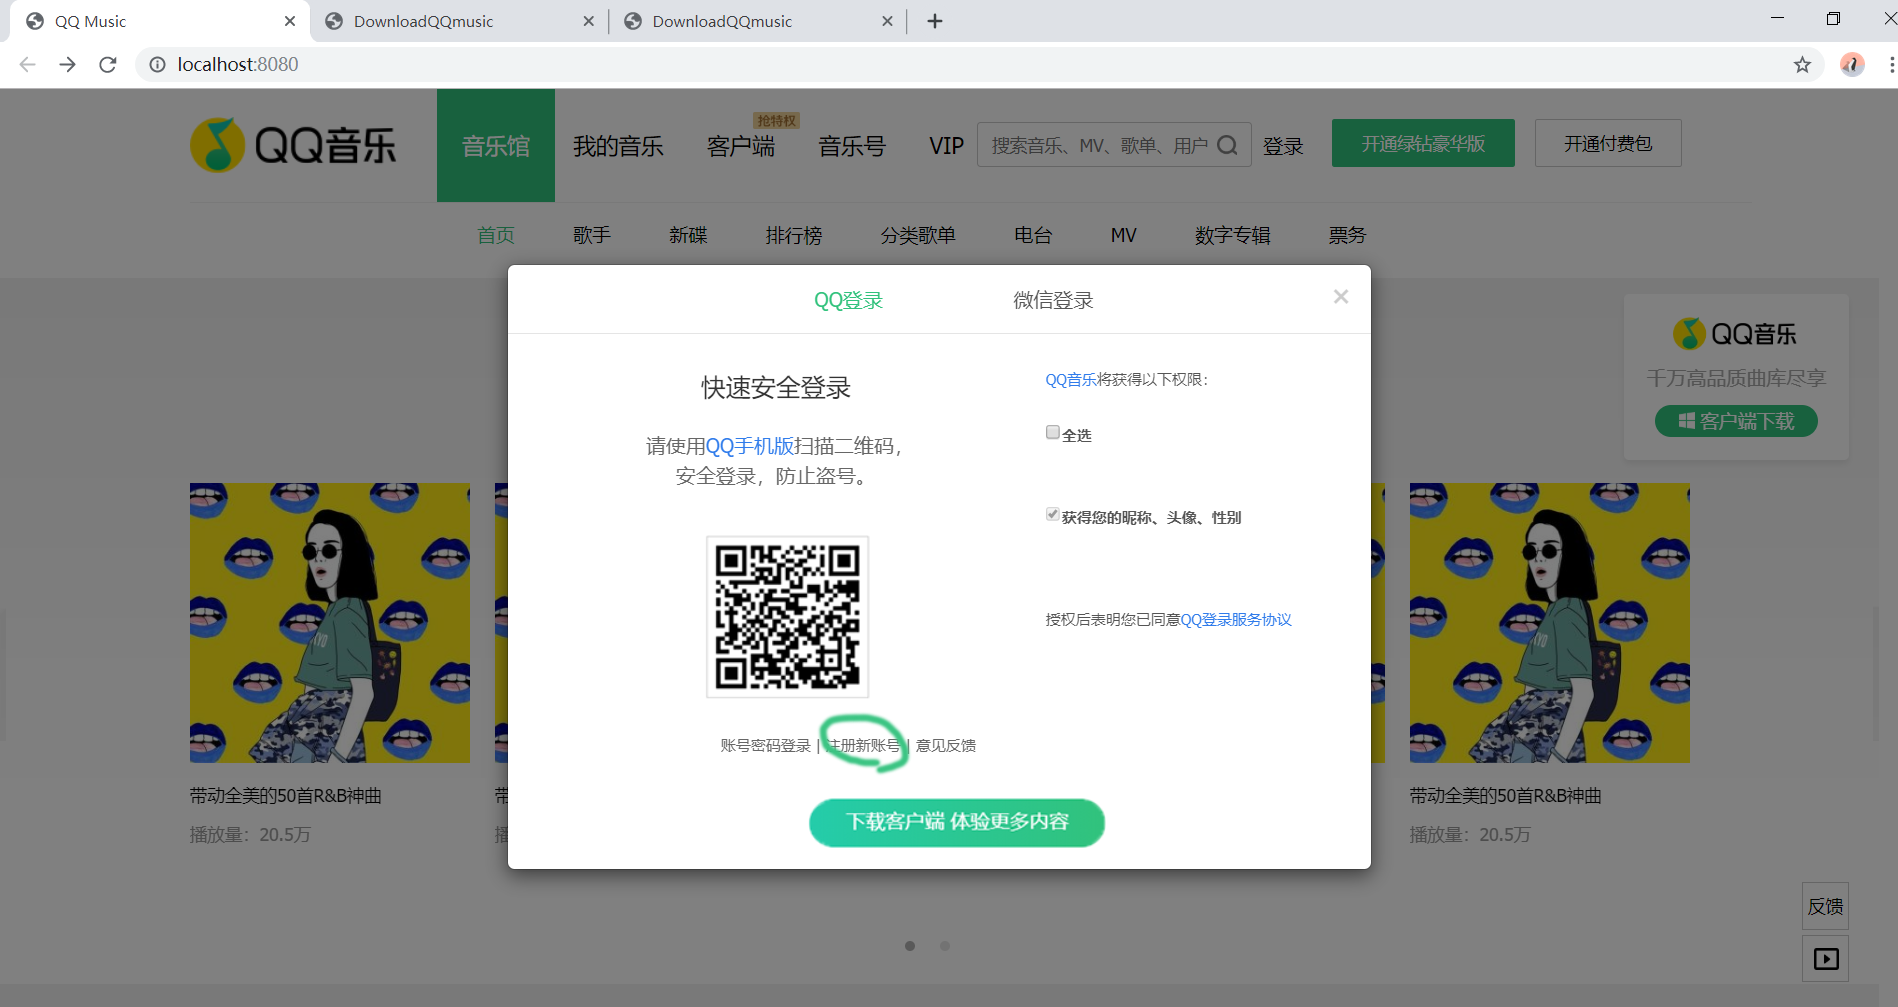 QQ Music
DownloadQQmusic
DownloadQQmusic
localhost:8080
QQ音乐
音乐馆
我的音乐
客户端
抢特权
音乐号
VIP
搜索音乐、MV、歌单、用户
登录
开通绿钻豪华版
开通付费包
首页
歌手
新碟
排行榜
分类歌单
电台
MV
数字专辑
票务
QQ登录
微信登录
×
快速安全登录
请使用QQ手机版扫描二维码，
安全登录，防止盗号。
账号密码登录 | 注册新账号 | 意见反馈
QQ音乐将获得以下权限：
全选
获得您的昵称、头像、性别
授权后表明您已同意QQ登录服务协议
下载客户端 体验更多内容
QQ音乐
千万高品质曲库尽享
客户端下载
带动全美的50首R&B神曲
播放量：20.5万
带
播
带动全美的50首R&B神曲
播放量：20.5万
反馈